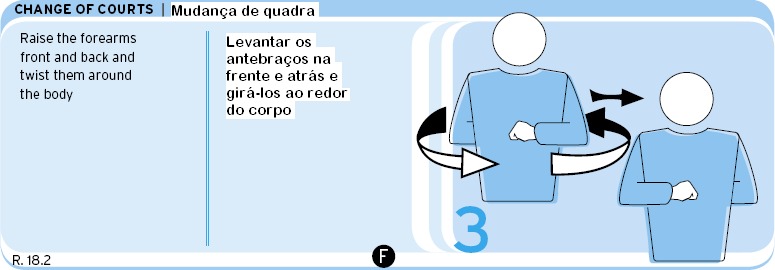 CHANGE OF COURTS | Mudança de quadra
Raise the forearms
front and back and
twist them around
the body
Levantar os
antebraços na
frente e atrás e
girá-los ao redor
do corpo
3
R. 18.2
F